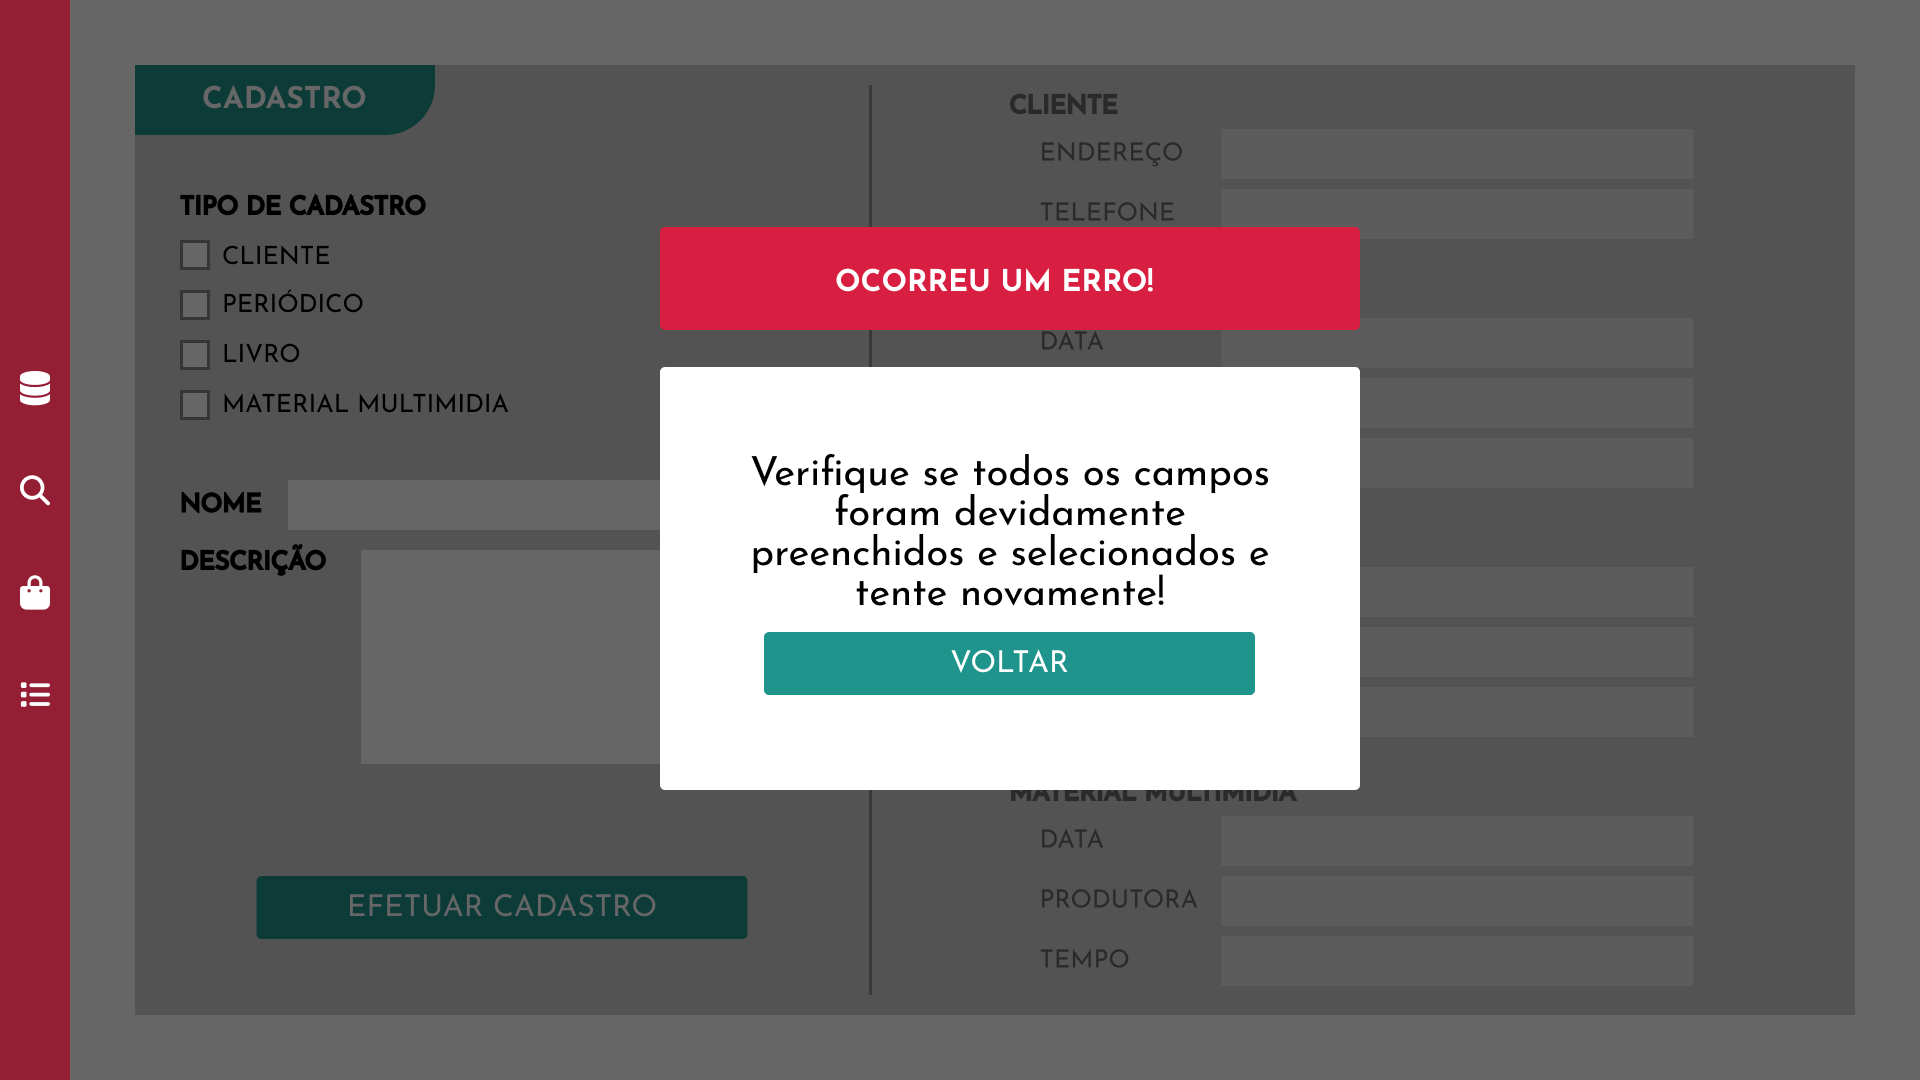 CADASTRO
TIPO DE CADASTRO
CLIENTE
PERIÓDICO
LIVRO
MATERIAL MULTIMIDIA
NOME
DESCRIÇÃO
EFETUAR CADASTRO
CLIENTE
ENDEREÇO
TELEFONE
OCORREU UM ERRO!
DATA
Verifique se todos os campos
foram devidamente
preenchidos e selecionados e
tente novamente!
VOLTAR
MATERIAL MULTIMIDIA
DATA
PRODUTORA
TEMPO